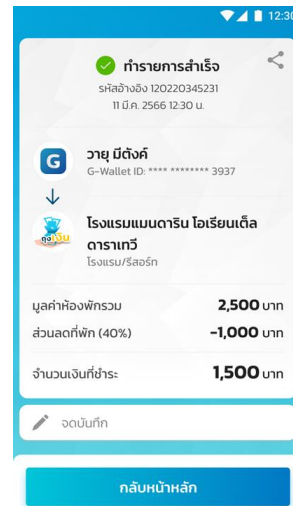 12:30
ทำรายการสำเร็จ
รหัสอ้างอิง 120220345231
11 มี.ค. 2566 12:30 น.
G
วายุ มีตังค์
G-Wallet ID: **** ******** 3937
ถุงเงิน
โรงแรมแมนดาริน โอเรียนเต็ล
ดาราเทวี
โรงแรม/รีสอร์ท
มูลค่าห้องพักรวม 2,500 บาท
ส่วนลดที่พัก (40%) -1,000 บาท
จำนวนเงินที่ชำระ 1,500 บาท
จดบันทึก
กลับหน้าหลัก